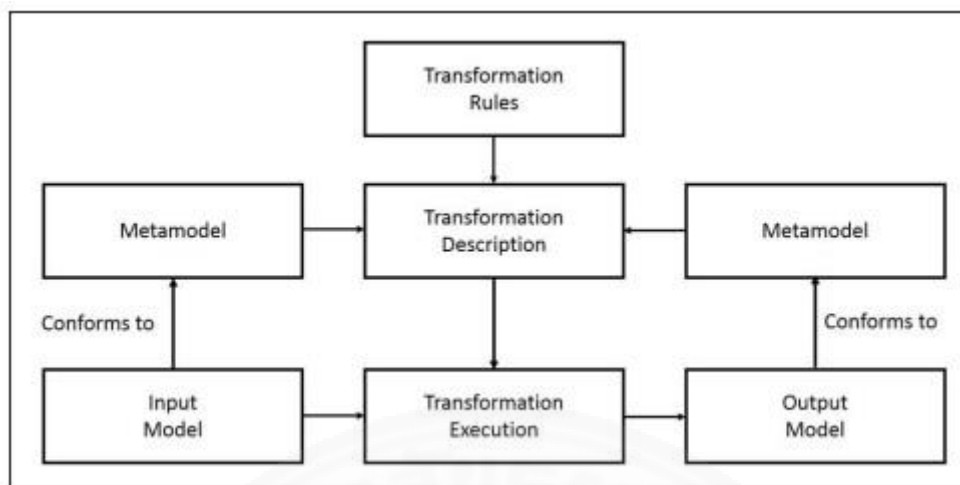 Transformation
Rules
Metamodel
Transformation
Description
Metamodel
Conforms to
Conforms to
Input
Model
Transformation
Execution
Output
Model